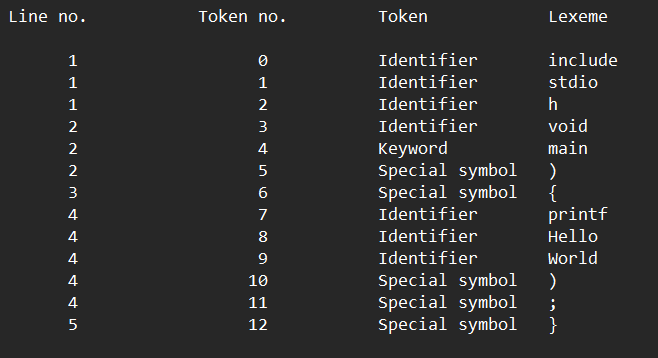 Line no. Token no. Token Lexeme
1 0 Identifier include
1 1 Identifier stdio
1 2 Identifier h
2 3 Identifier void
2 4 Keyword main
2 5 Special symbol )
3 6 Special symbol {
4 7 Identifier printf
4 8 Identifier Hello
4 9 Identifier World
4 10 Special symbol )
4 11 Special symbol ;
5 12 Special symbol }